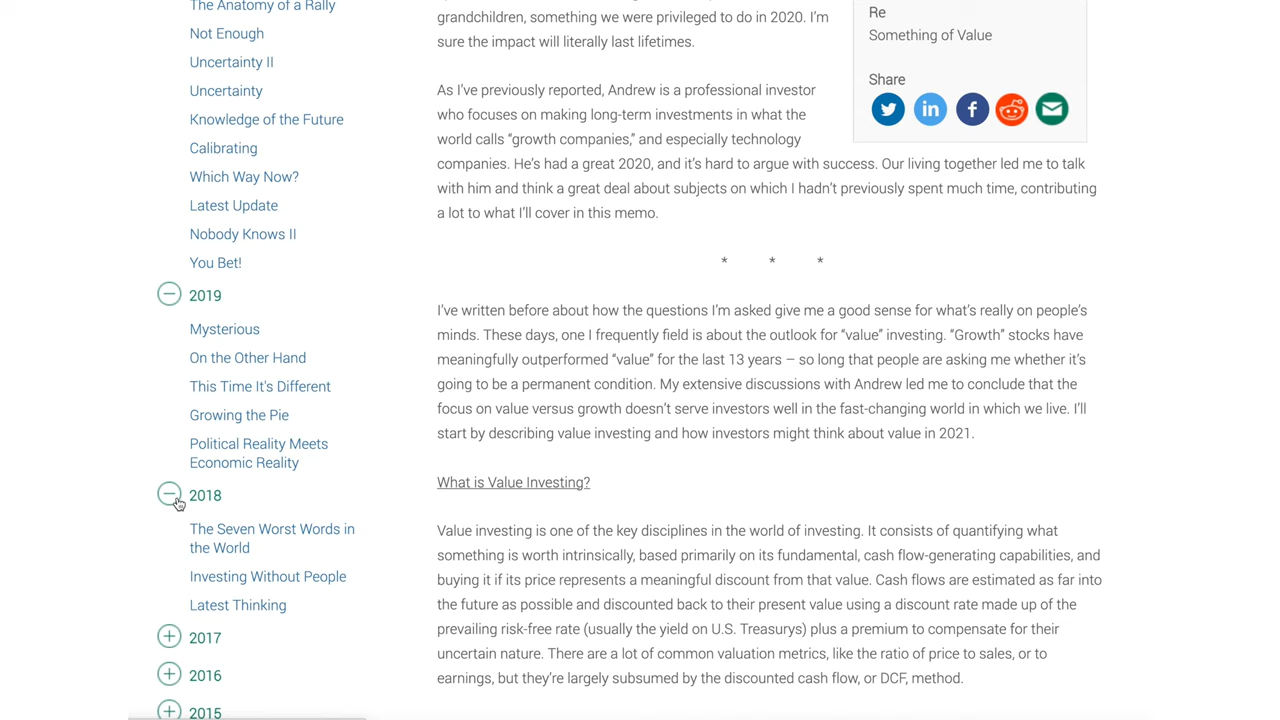 The Anatomy of a Rally
Not Enough
Uncertainty II
Uncertainty
Knowledge of the Future
Calibrating
Which Way Now?
Latest Update
Nobody Knows II
You Bet!
2019
Mysterious
On the Other Hand
This Time It's Different
Growing the Pie
Political Reality Meets
Economic Reality
2018
The Seven Worst Words in
the World
Investing Without People
Latest Thinking
2017
2016
2015
grandchildren, something we were privileged to do in 2020. I’m
sure the impact will literally last lifetimes.
As I’ve previously reported, Andrew is a professional investor
who focuses on making long-term investments in what the
world calls “growth companies,” and especially technology
companies. He’s had a great 2020, and it’s hard to argue with success. Our living together led me to talk
with him and think a great deal about subjects on which I hadn’t previously spent much time, contributing
a lot to what I’ll cover in this memo.
* * *
I’ve written before about how the questions I’m asked give me a good sense for what’s really on people’s
minds. These days, one I frequently field is about the outlook for “value” investing. “Growth” stocks have
meaningfully outperformed “value” for the last 13 years – so long that people are asking me whether it’s
going to be a permanent condition. My extensive discussions with Andrew led me to conclude that the
focus on value versus growth doesn’t serve investors well in the fast-changing world in which we live. I’ll
start by describing value investing and how investors might think about value in 2021.
What is Value Investing?
Value investing is one of the key disciplines in the world of investing. It consists of quantifying what
something is worth intrinsically, based primarily on its fundamental, cash flow-generating capabilities, and
buying it if its price represents a meaningful discount from that value. Cash flows are estimated as far into
the future as possible and discounted back to their present value using a discount rate made up of the
prevailing risk-free rate (usually the yield on U.S. Treasurys) plus a premium to compensate for their
uncertain nature. There are a lot of common valuation metrics, like the ratio of price to sales, or to
earnings, but they’re largely subsumed by the discounted cash flow, or DCF, method.
Re
Something of Value
Share